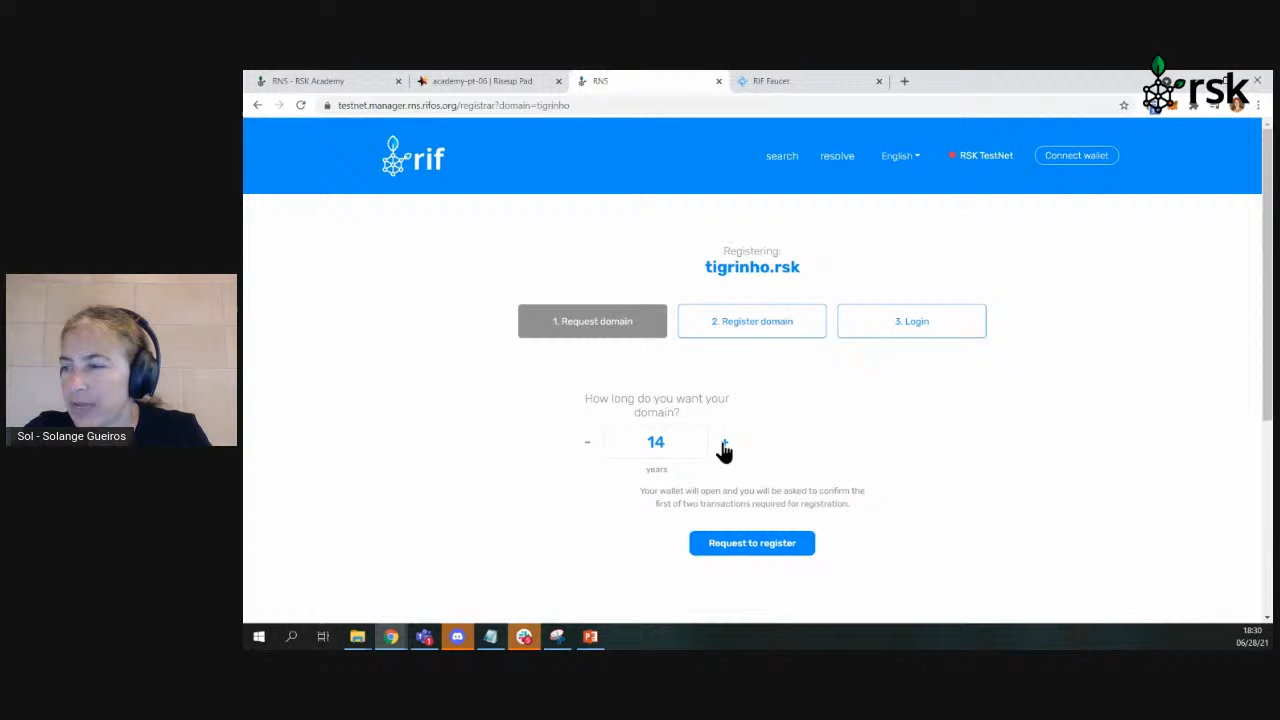 RNS - RSK Academy
academy-pt-06 | Riseup Pad
RNS
RIF Faucet
rsk
testnet.manager.rns.rifos.org/registrar?domain=tigrinho
rif
search
resolve
English
RSK TestNet
Connect wallet
Registering:
tigrinho.rsk
1. Request domain
2. Register domain
3. Login
How long do you want your
domain?
-
14
+
years
Your wallet will open and you will be asked to confirm the
first of two transactions required for registration.
Request to register
Sol - Solange Gueiros
18:30
06/28/21